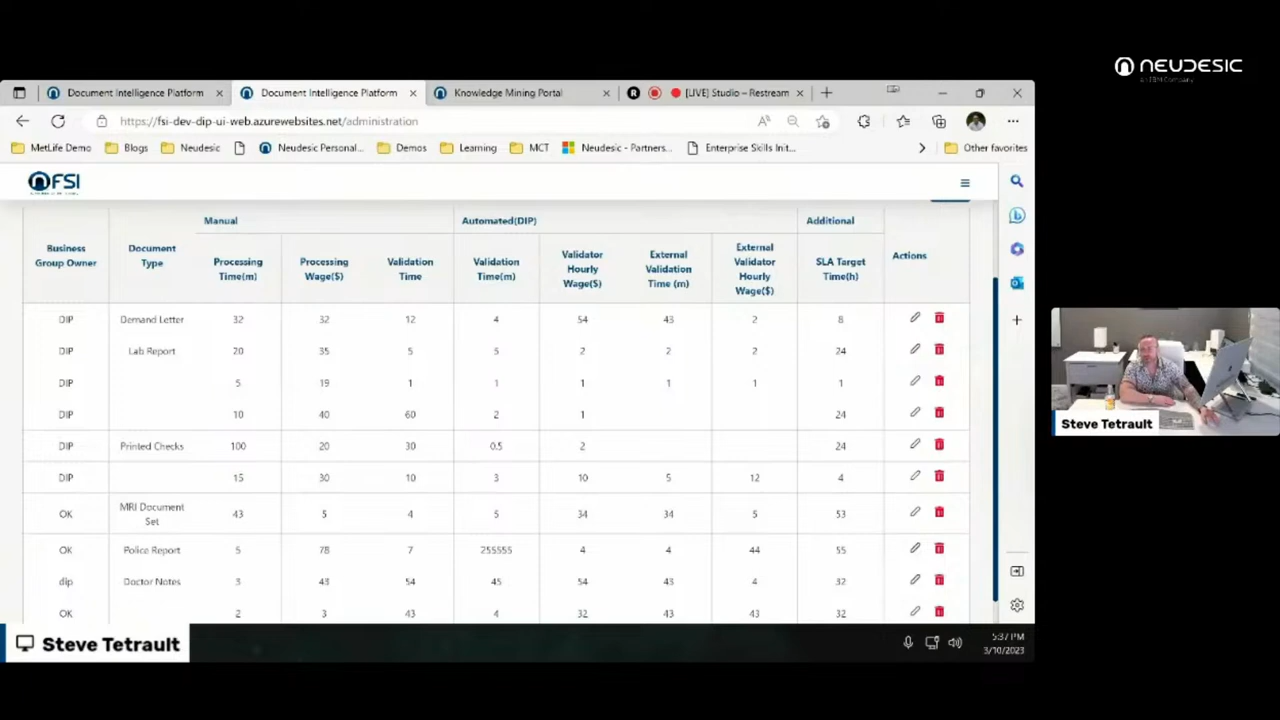 NEUDESIC
an IBM Company
Document Intelligence Platform
Document Intelligence Platform
Knowledge Mining Portal
R
[LIVE] Studio – Restream
https://fsi-dev-dip-ui-web.azurewebsites.net/administration
MetLife Demo
Blogs
Neudesic
Neudesic Personal...
Demos
Learning
MCT
Neudesic - Partners...
Enterprise Skills Init...
Other favorites
FSI
Manual Automated(DIP) Additional
Business Group Owner Document Type Processing Time(m) Processing Wage($) Validation Time Validation Time(m) Validator Hourly Wage($) External Validation Time (m) External Validator Hourly Wage($) SLA Target Time(h) Actions
DIP Demand Letter 32 32 12 4 54 43 2 8
DIP Lab Report 20 35 5 5 2 2 2 24
DIP 5 19 1 1 1 1 1 1
DIP 10 40 60 2 1 24
DIP Printed Checks 100 20 30 0.5 2 24
DIP 15 30 10 3 10 5 12 4
OK MRI Document Set 43 5 4 5 34 34 5 53
OK Police Report 5 78 7 255555 4 4 44 55
dip Doctor Notes 3 43 54 45 54 43 4 32
OK 2 3 43 4 32 43 43 32
Steve Tetrault
Steve Tetrault
5:37 PM
3/10/2023